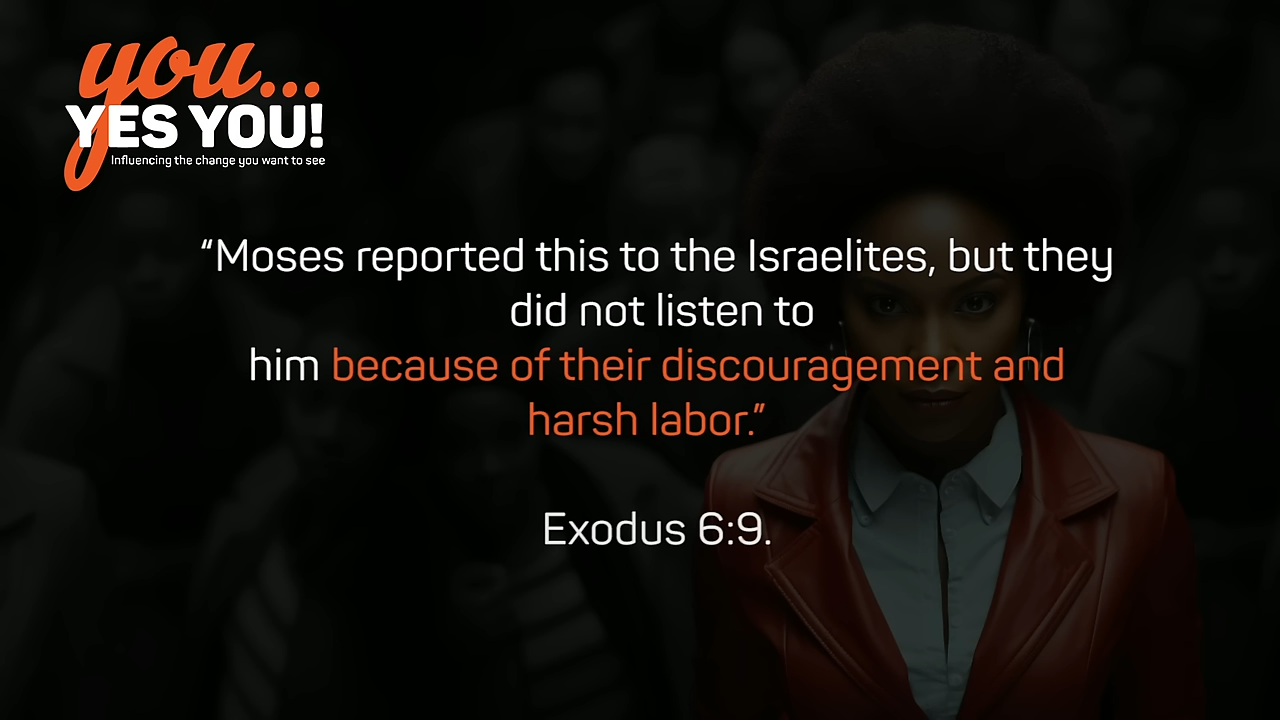 you...
YES YOU!
Influencing the change you want to see
“Moses reported this to the Israelites, but they
did not listen to
him because of their discouragement and
harsh labor.”
Exodus 6:9.